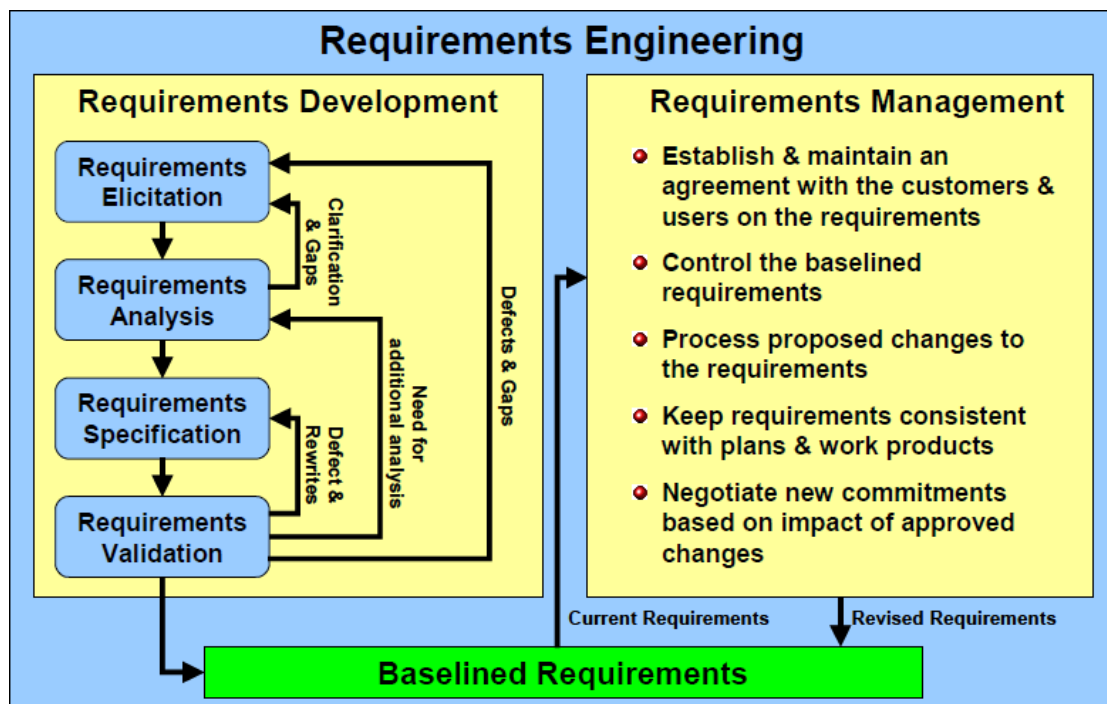 Requirements Engineering
Requirements Development
Requirements
Elicitation
Clarification
& Gaps
Requirements
Analysis
Requirements
Specification
Defect &
Rewrites
Need for
additional analysis
Defects & Gaps
Requirements
Validation
Requirements Management
Establish & maintain an
agreement with the customers &
users on the requirements
Control the baselined
requirements
Process proposed changes to
the requirements
Keep requirements consistent
with plans & work products
Negotiate new commitments
based on impact of approved
changes
Current Requirements
Revised Requirements
Baselined Requirements